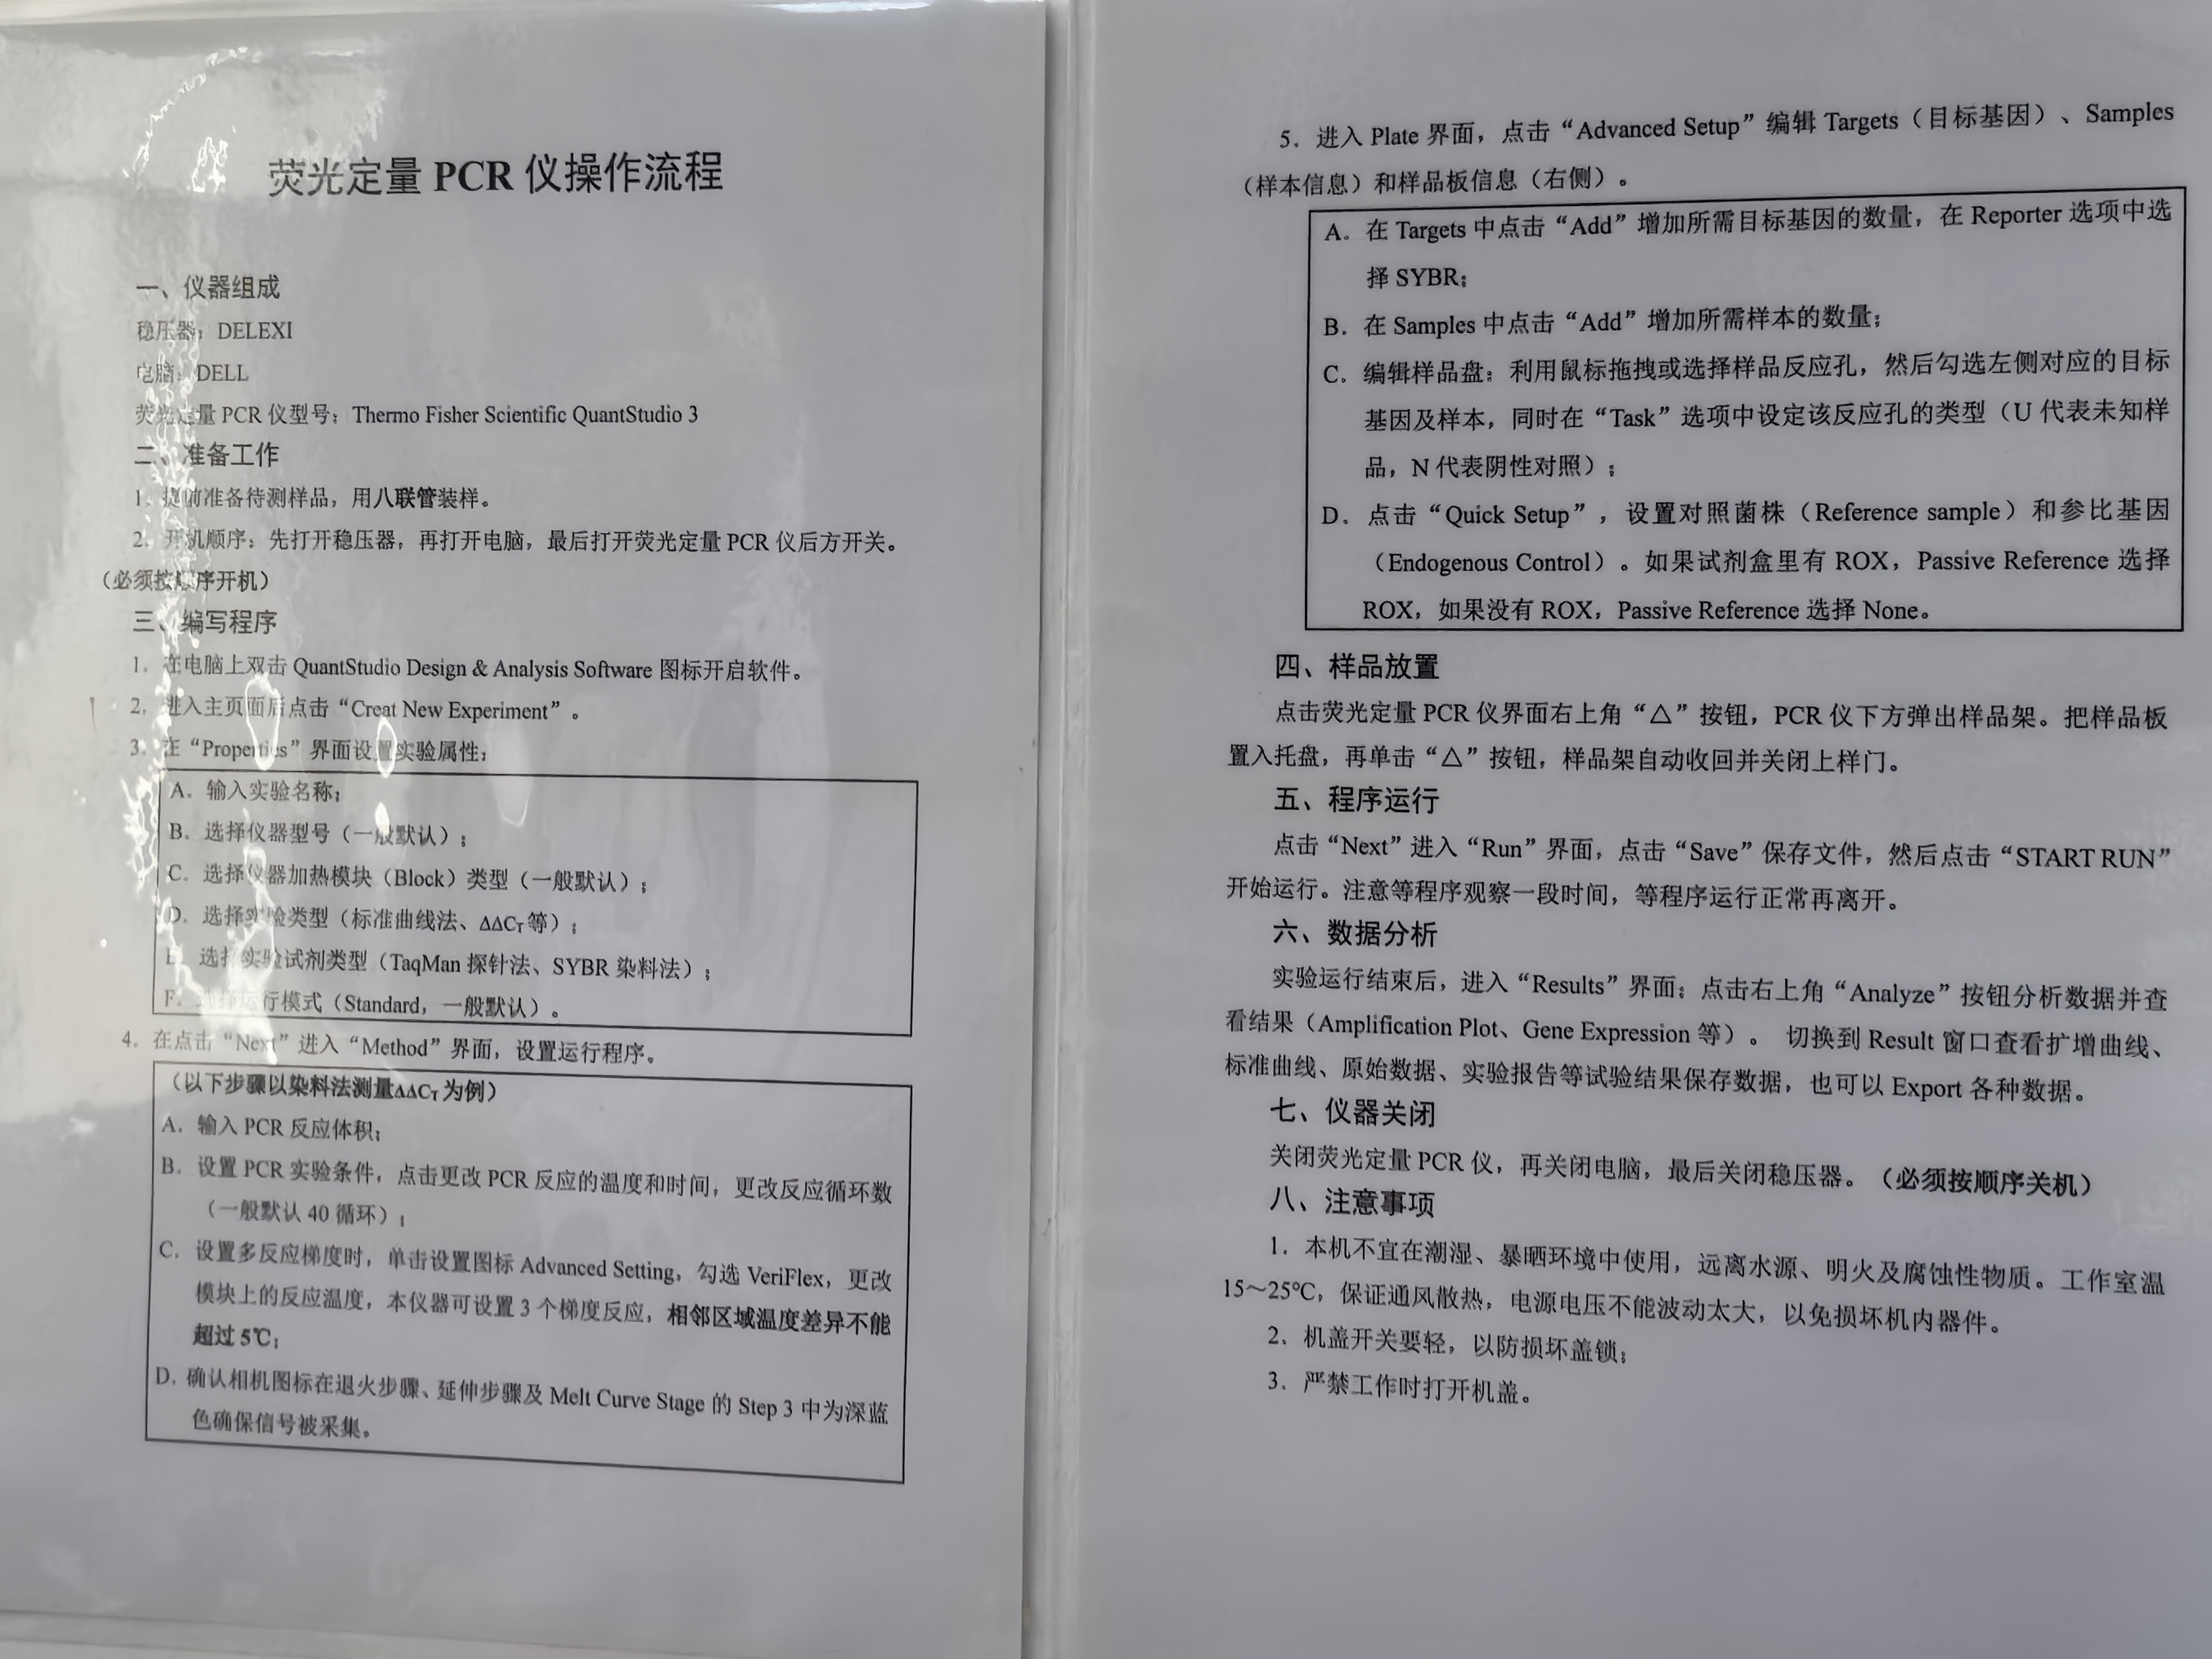 荧光定量 PCR 仪操作流程
一、仪器组成
稳压器：DELEXI
电脑：DELL
荧光定量 PCR 仪型号：Thermo Fisher Scientific QuantStudio 3
二、准备工作
1．提前准备待测样品，用八联管装样。
2．开机顺序：先打开稳压器，再打开电脑，最后打开荧光定量 PCR 仪后方开关。
（必须按顺序开机）
三、编写程序
1．在电脑上双击 QuantStudio Design & Analysis Software 图标开启软件。
2．进入主页面后点击“Creat New Experiment”。
3．在“Properties”界面设置实验属性：
A．输入实验名称；
B．选择仪器型号（一般默认）；
C．选择仪器加热模块（Block）类型（一般默认）；
D．选择实验类型（标准曲线法、ΔΔCT 等）；
E．选择实验试剂类型（TaqMan 探针法、SYBR 染料法）；
F．选择运行模式（Standard，一般默认）。
4．在点击“Next”进入“Method”界面，设置运行程序。
（以下步骤以染料法测量ΔΔCT 为例）
A．输入 PCR 反应体积；
B．设置 PCR 实验条件，点击更改 PCR 反应的温度和时间，更改反应循环数
（一般默认 40 循环）；
C．设置多反应梯度时，单击设置图标 Advanced Setting，勾选 VeriFlex，更改
模块上的反应温度，本仪器可设置 3 个梯度反应，相邻区域温度差异不能
超过 5℃；
D．确认相机图标在退火步骤、延伸步骤及 Melt Curve Stage 的 Step 3 中为深蓝
色确保信号被采集。
5．进入 Plate 界面，点击“Advanced Setup”编辑 Targets（目标基因）、Samples
（样本信息）和样品板信息（右侧）。
A．在 Targets 中点击“Add”增加所需目标基因的数量，在 Reporter 选项中选
择 SYBR；
B．在 Samples 中点击“Add”增加所需样本的数量；
C．编辑样品盘：利用鼠标拖拽或选择样品反应孔，然后勾选左侧对应的目标
基因及样本，同时在“Task”选项中设定该反应孔的类型（U 代表未知样
品，N 代表阴性对照）；
D．点击“Quick Setup”，设置对照菌株（Reference sample）和参比基因
（Endogenous Control）。如果试剂盒里有 ROX，Passive Reference 选择
ROX，如果没有 ROX，Passive Reference 选择 None。
四、样品放置
点击荧光定量 PCR 仪界面右上角“△”按钮，PCR 仪下方弹出样品架。把样品板
置入托盘，再单击“△”按钮，样品架自动收回并关闭上样门。
五、程序运行
点击“Next”进入“Run”界面，点击“Save”保存文件，然后点击“START RUN”
开始运行。注意等程序观察一段时间，等程序运行正常再离开。
六、数据分析
实验运行结束后，进入“Results”界面；点击右上角“Analyze”按钮分析数据并查
看结果（Amplification Plot、Gene Expression 等）。 切换到 Result 窗口查看扩增曲线、
标准曲线、原始数据、实验报告等试验结果保存数据，也可以 Export 各种数据。
七、仪器关闭
关闭荧光定量 PCR 仪，再关闭电脑，最后关闭稳压器。（必须按顺序关机）
八、注意事项
1．本机不宜在潮湿、暴晒环境中使用，远离水源、明火及腐蚀性物质。工作室温
15～25℃，保证通风散热，电源电压不能波动太大，以免损坏机内器件。
2．机盖开关要轻，以防损坏盖锁；
3．严禁工作时打开机盖。